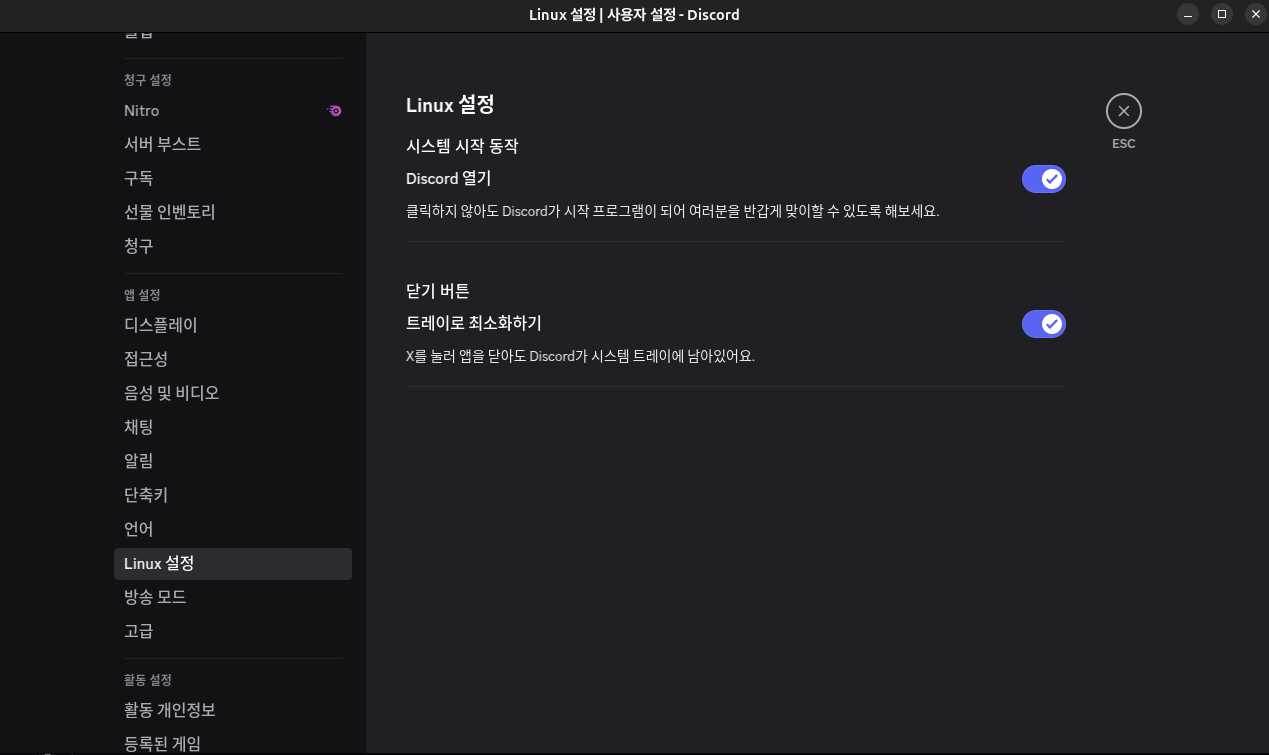 Linux 설정 | 사용자 설정 - Discord
청구 설정
Nitro
서버 부스트
구독
선물 인벤토리
청구
앱 설정
디스플레이
접근성
음성 및 비디오
채팅
알림
단축키
언어
Linux 설정
방송 모드
고급
활동 설정
활동 개인정보
등록된 게임
Linux 설정
시스템 시작 동작
Discord 열기
클릭하지 않아도 Discord가 시작 프로그램이 되어 여러분을 반갑게 맞이할 수 있도록 해보세요.
닫기 버튼
트레이로 최소화하기
X를 눌러 앱을 닫아도 Discord가 시스템 트레이에 남아있어요.
ESC